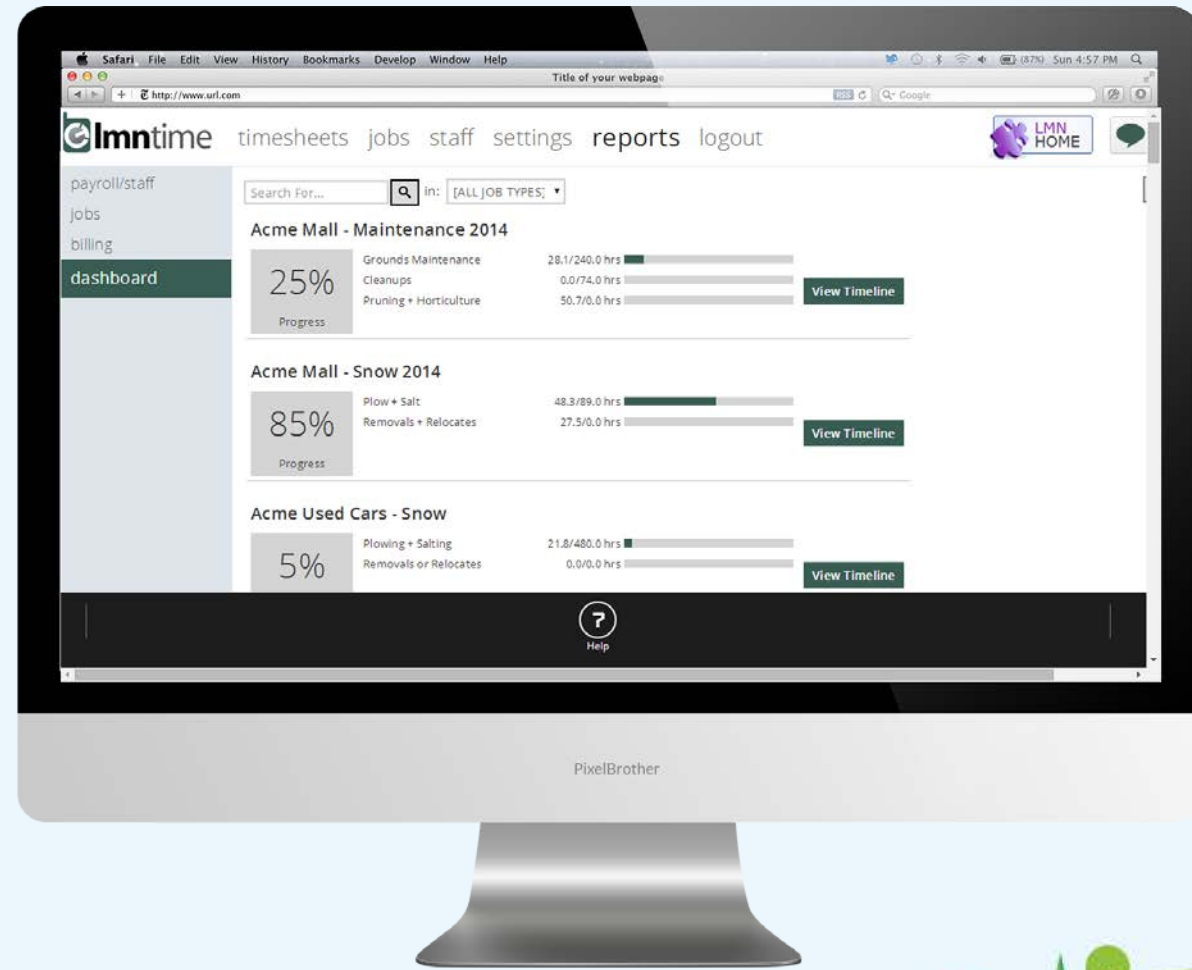 Safari File Edit View History Bookmarks Develop Window Help (87%) Sun 4:57 PM
Title of your webpage
http://www.url.com RSS Google
lmntime timesheets jobs staff settings reports logout LMN HOME
payroll/staff
jobs
billing
dashboard
Search For... in: [ALL JOB TYPES]
Acme Mall - Maintenance 2014
25%
Progress
Grounds Maintenance 28.1/240.0 hrs
Cleanups 0.0/74.0 hrs
Pruning + Horticulture 50.7/0.0 hrs
View Timeline
Acme Mall - Snow 2014
85%
Progress
Plow + Salt 48.3/89.0 hrs
Removals + Relocates 27.5/0.0 hrs
View Timeline
Acme Used Cars - Snow
5%
Plowing + Salting 21.8/480.0 hrs
Removals or Relocates 0.0/0.0 hrs
View Timeline
?
Help
PixelBrother